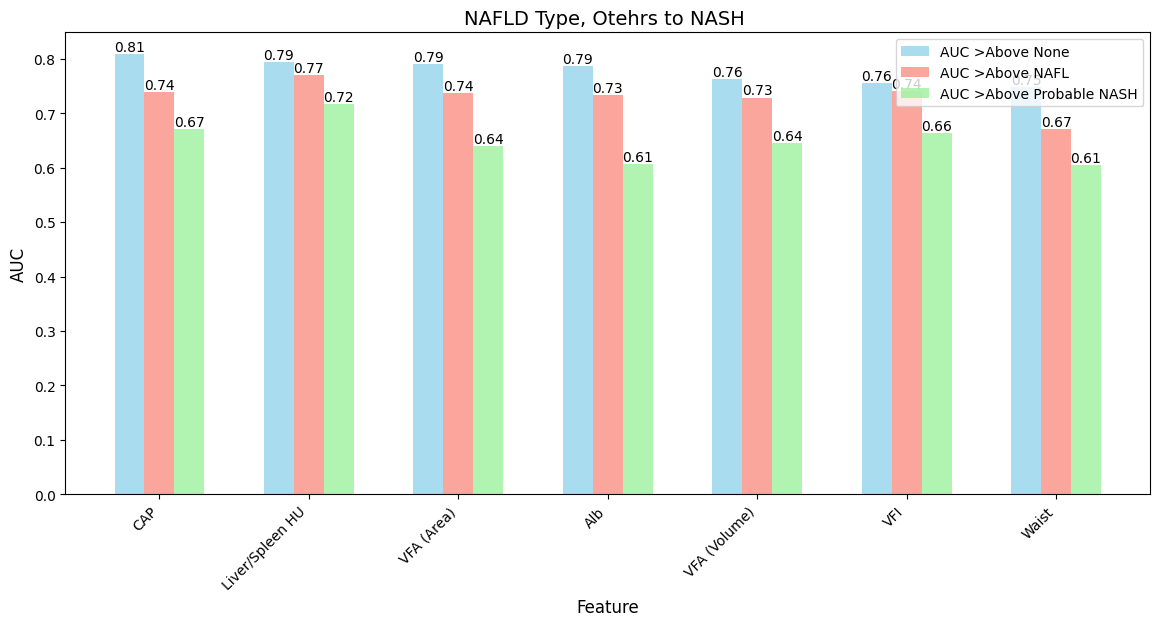 NAFLD Type, Otehrs to NASH
AUC >Above None
AUC >Above NAFL
AUC >Above Probable NASH
AUC
0.8
0.7
0.6
0.5
0.4
0.3
0.2
0.1
0.0
0.81 0.74 0.67
0.79 0.77 0.72
0.79 0.74 0.64
0.79 0.73 0.61
0.76 0.73 0.64
0.76 0.74 0.66
0.75 0.67 0.61
CAP
Liver/Spleen HU
VFA (Area)
Alb
VFA (Volume)
VFI
Waist
Feature